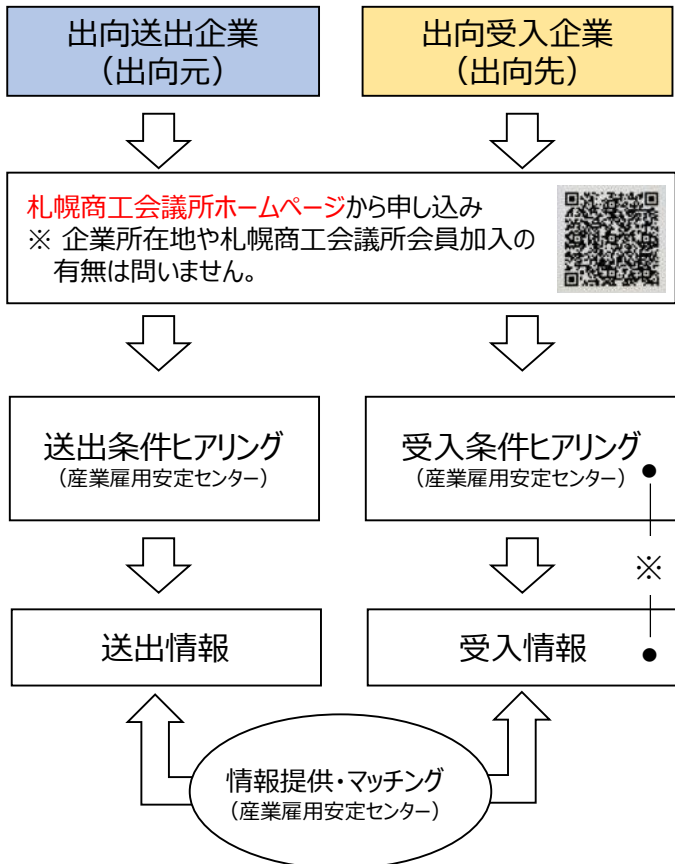 出向送出企業
（出向元）
出向受入企業
（出向先）
札幌商工会議所ホームページから申し込み
※ 企業所在地や札幌商工会議所会員加入の
有無は問いません。
送出条件ヒアリング
（産業雇用安定センター）
受入条件ヒアリング
（産業雇用安定センター）
※
送出情報
受入情報
情報提供・マッチング
（産業雇用安定センター）